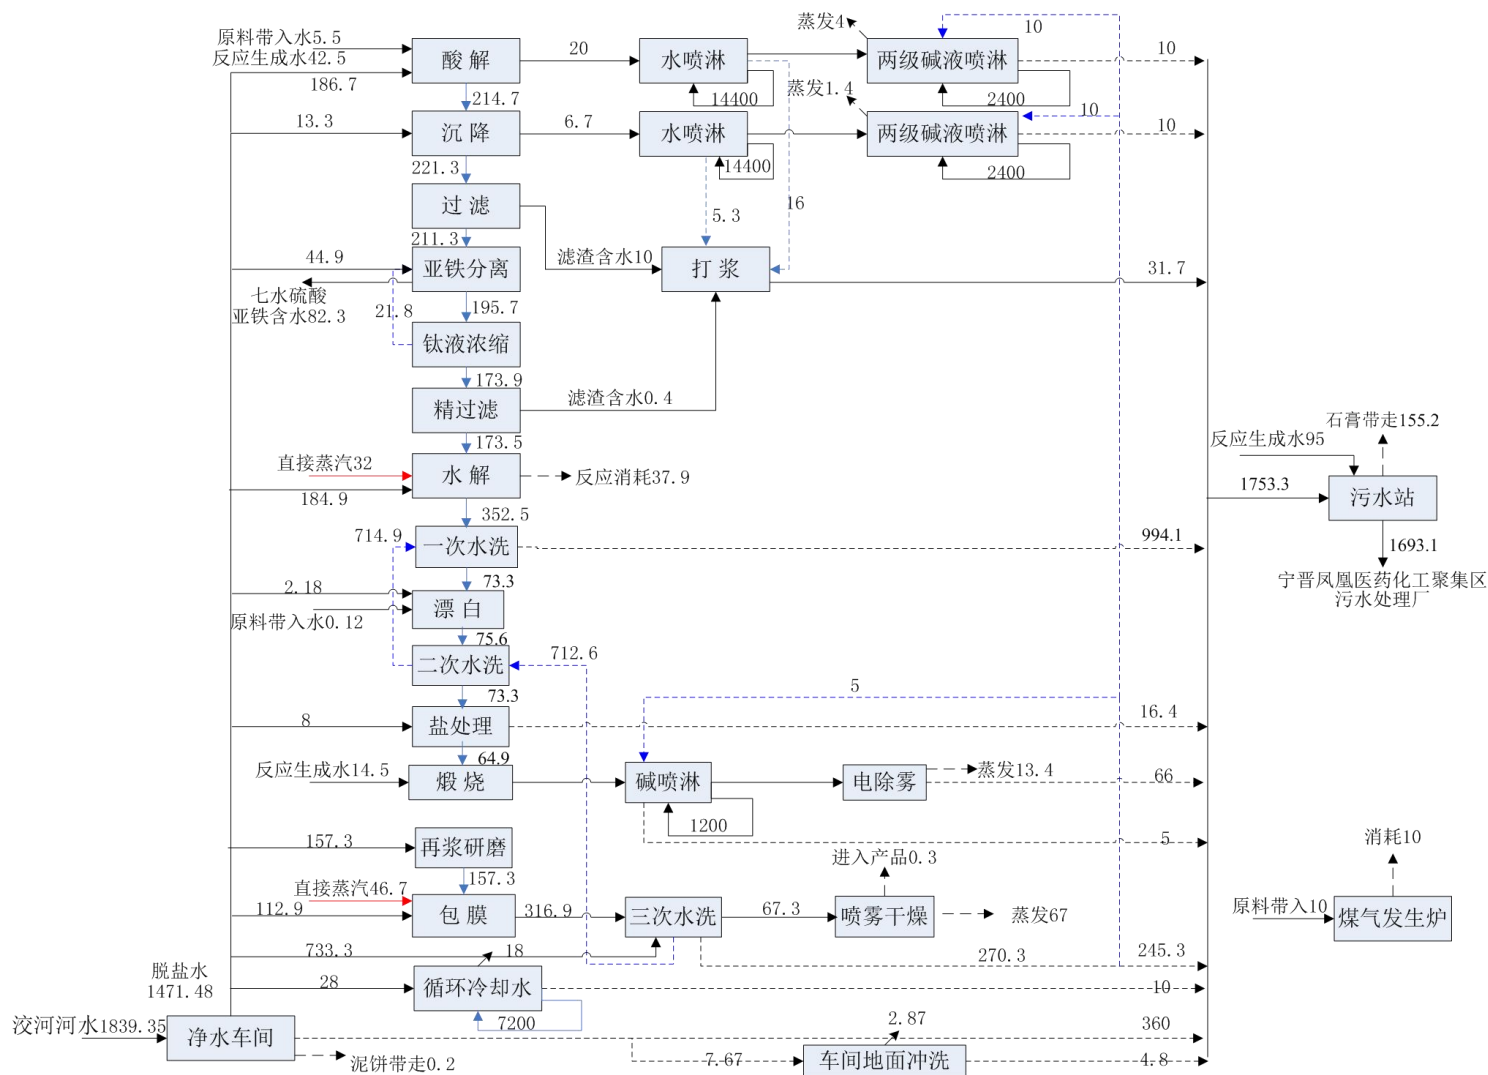 蒸发4
10
原料带入水5.5
反应生成水42.5
186.7
酸 解
20
水喷淋
14400
两级碱液喷淋
2400
10
214.7
蒸发1.4
10
13.3
沉 降
6.7
水喷淋
14400
两级碱液喷淋
2400
10
221.3
过 滤
5.3
16
211.3
滤渣含水10
44.9
亚铁分离
打 浆
31.7
七水硫酸
亚铁含水82.3
21.8
195.7
钛液浓缩
173.9
精过滤
滤渣含水0.4
173.5
直接蒸汽32
184.9
水 解
反应消耗37.9
石膏带走155.2
反应生成水95
1753.3
污水站
1693.1
宁晋凤凰医药化工聚集区
污水处理厂
352.5
714.9
一次水洗
994.1
73.3
2.18
漂 白
原料带入水0.12
75.6
二次水洗
712.6
73.3
5
8
盐处理
16.4
64.9
反应生成水14.5
煅 烧
碱喷淋
1200
电除雾
蒸发13.4
66
5
157.3
再浆研磨
157.3
进入产品0.3
消耗10
直接蒸汽46.7
112.9
包 膜
316.9
三次水洗
67.3
喷雾干燥
蒸发67
原料带入10
煤气发生炉
733.3
18
270.3
245.3
脱盐水
1471.48
28
循环冷却水
7200
10
洨河河水1839.35
净水车间
泥饼带走0.2
2.87
360
7.67
车间地面冲洗
4.8